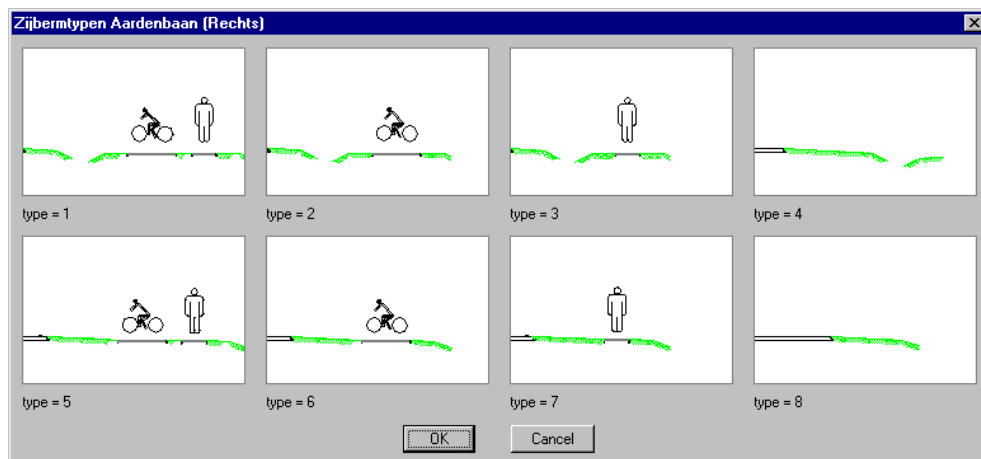 Zijbermtypen Aardenbaan (Rechts)
type = 1
type = 2
type = 3
type = 4
type = 5
type = 6
type = 7
type = 8
OK
Cancel